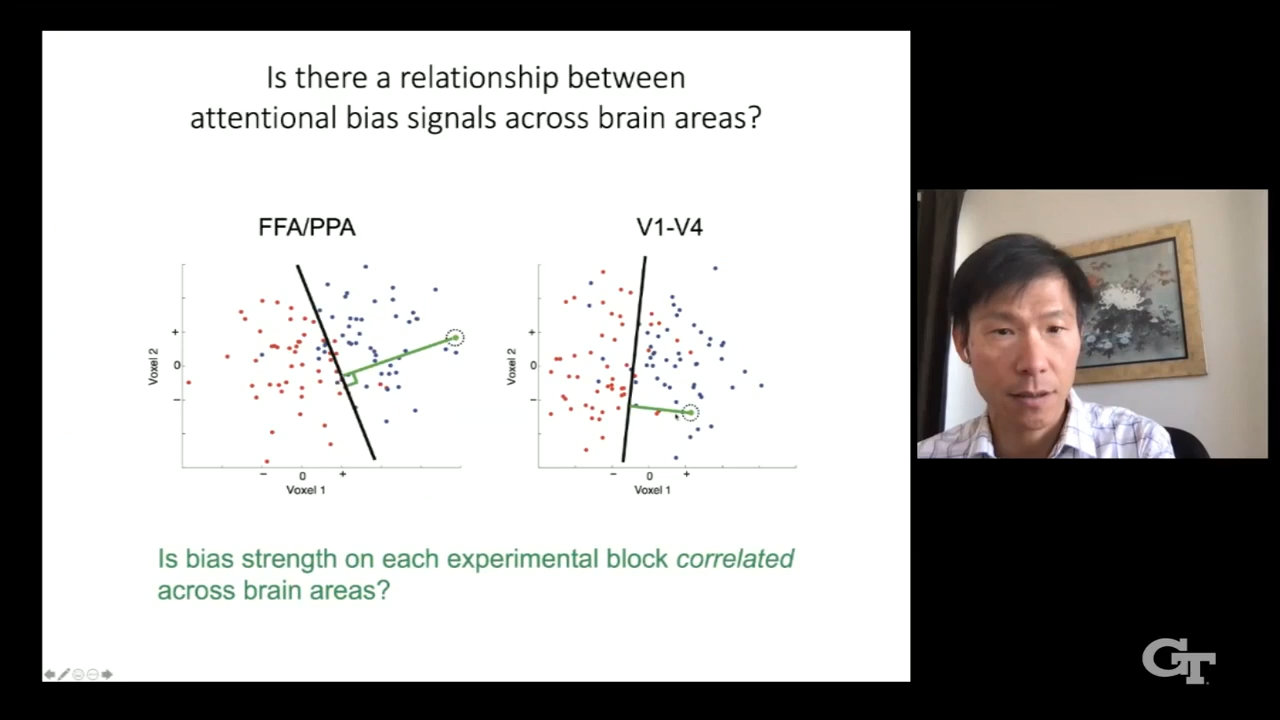 Is there a relationship between
attentional bias signals across brain areas?
FFA/PPA
V1-V4
Voxel 2
+
0
−
− 0 +
Voxel 1
Voxel 2
+
0
−
− 0 +
Voxel 1
Is bias strength on each experimental block correlated
across brain areas?
GT